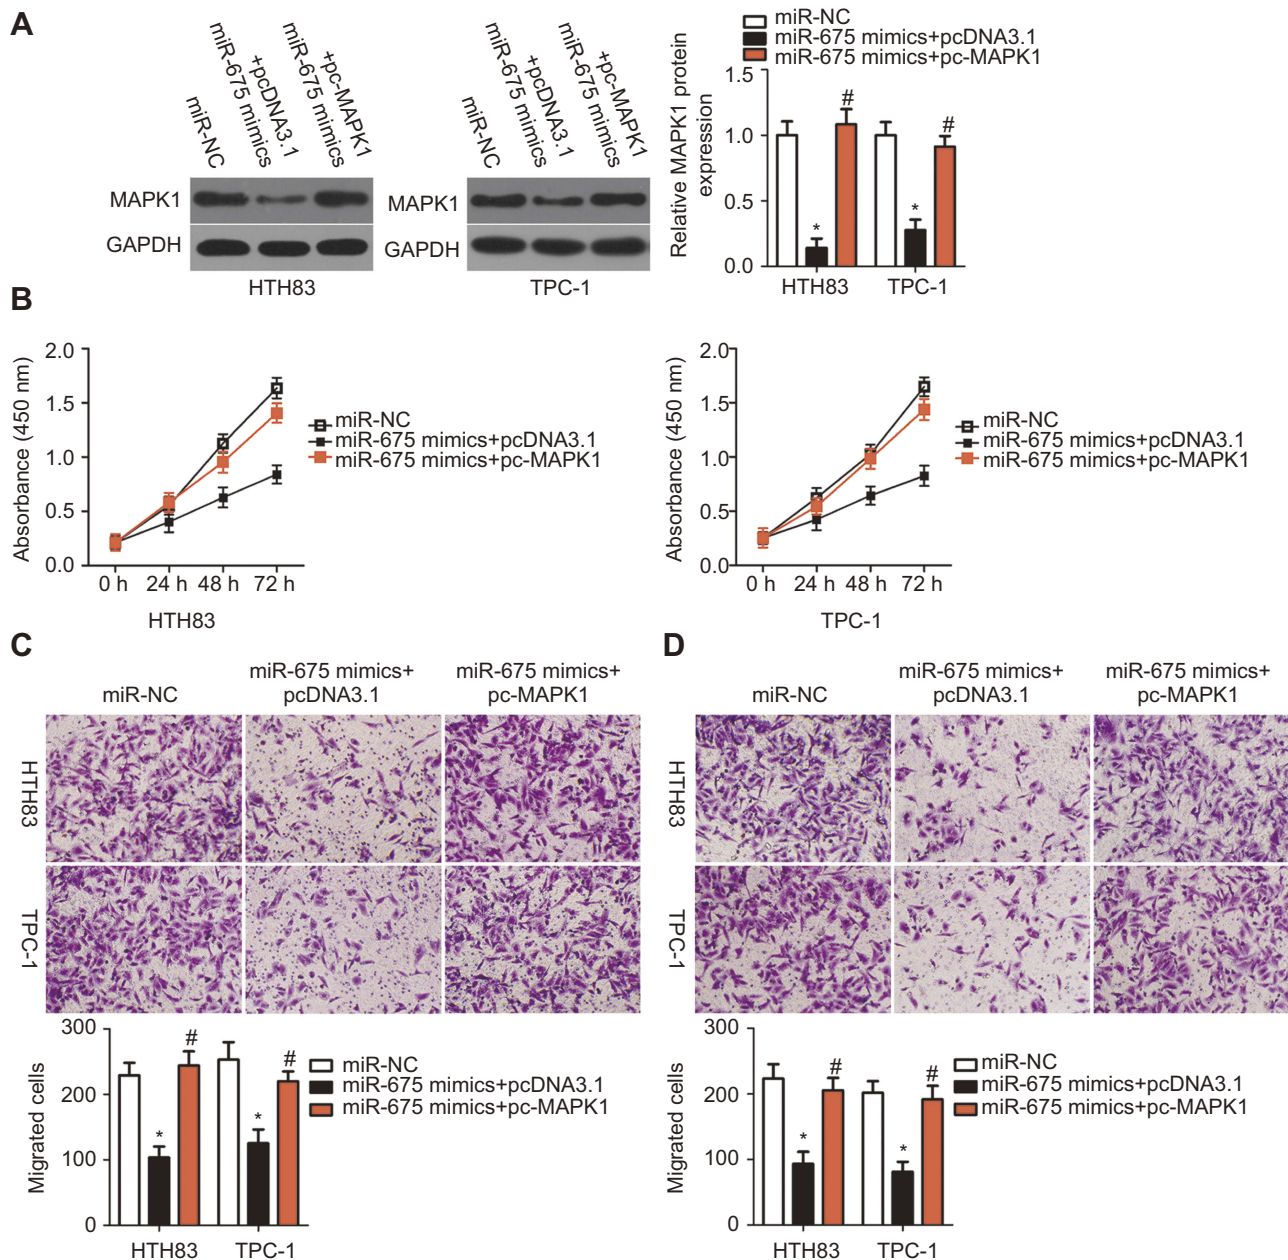 A
miR-NC
miR-675 mimics
+pcDNA3.1
miR-675 mimics
+pc-MAPK1
MAPK1
GAPDH
HTH83
miR-NC
miR-675 mimics
+pcDNA3.1
miR-675 mimics
+pc-MAPK1
MAPK1
GAPDH
TPC-1
miR-NC
miR-675 mimics+pcDNA3.1
miR-675 mimics+pc-MAPK1
Relative MAPK1 protein
expression
1.5
1.0
0.5
0.0
* # * #
HTH83 TPC-1
B
Absorbance (450 nm)
2.0
1.5
1.0
0.5
0.0
0 h 24 h 48 h 72 h
HTH83
miR-NC
miR-675 mimics+pcDNA3.1
miR-675 mimics+pc-MAPK1
Absorbance (450 nm)
2.0
1.5
1.0
0.5
0.0
0 h 24 h 48 h 72 h
TPC-1
miR-NC
miR-675 mimics+pcDNA3.1
miR-675 mimics+pc-MAPK1
C
miR-NC
miR-675 mimics+
pcDNA3.1
miR-675 mimics+
pc-MAPK1
HTH83
TPC-1
Migrated cells
300
200
100
0
* # * #
HTH83 TPC-1
miR-NC
miR-675 mimics+pcDNA3.1
miR-675 mimics+pc-MAPK1
D
miR-NC
miR-675 mimics+
pcDNA3.1
miR-675 mimics+
pc-MAPK1
HTH83
TPC-1
Migrated cells
300
200
100
0
* # * #
HTH83 TPC-1
miR-NC
miR-675 mimics+pcDNA3.1
miR-675 mimics+pc-MAPK1